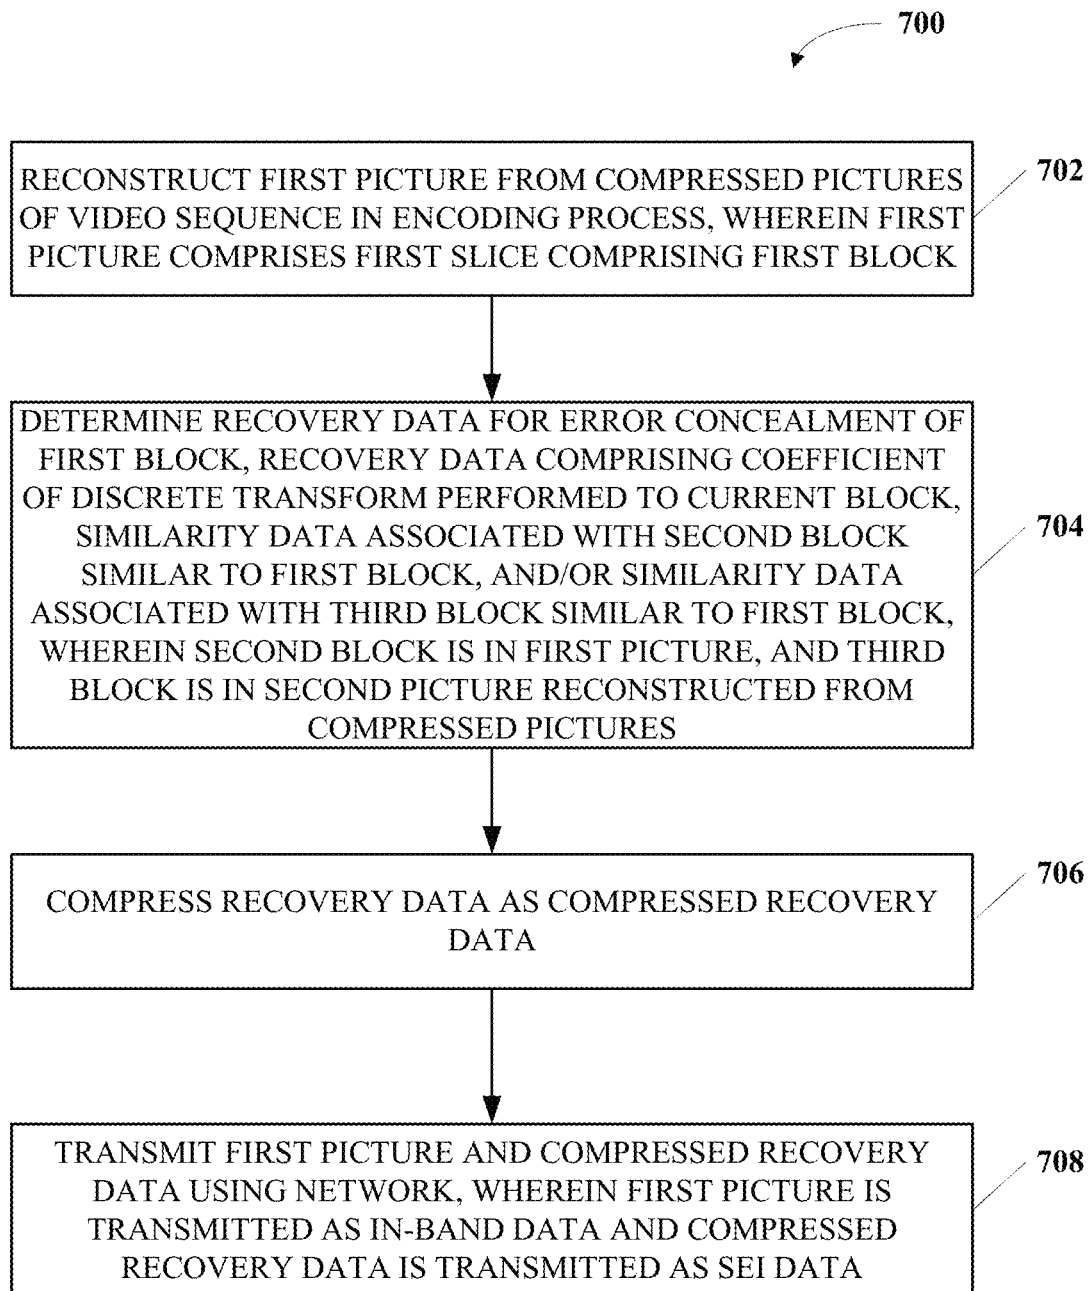 700
RECONSTRUCT FIRST PICTURE FROM COMPRESSED PICTURES
OF VIDEO SEQUENCE IN ENCODING PROCESS, WHEREIN FIRST
PICTURE COMPRISES FIRST SLICE COMPRISING FIRST BLOCK
702
DETERMINE RECOVERY DATA FOR ERROR CONCEALMENT OF
FIRST BLOCK, RECOVERY DATA COMPRISING COEFFICIENT
OF DISCRETE TRANSFORM PERFORMED TO CURRENT BLOCK,
SIMILARITY DATA ASSOCIATED WITH SECOND BLOCK
SIMILAR TO FIRST BLOCK, AND/OR SIMILARITY DATA
ASSOCIATED WITH THIRD BLOCK SIMILAR TO FIRST BLOCK,
WHEREIN SECOND BLOCK IS IN FIRST PICTURE, AND THIRD
BLOCK IS IN SECOND PICTURE RECONSTRUCTED FROM
COMPRESSED PICTURES
704
COMPRESS RECOVERY DATA AS COMPRESSED RECOVERY
DATA
706
TRANSMIT FIRST PICTURE AND COMPRESSED RECOVERY
DATA USING NETWORK, WHEREIN FIRST PICTURE IS
TRANSMITTED AS IN-BAND DATA AND COMPRESSED
RECOVERY DATA IS TRANSMITTED AS SEI DATA
708